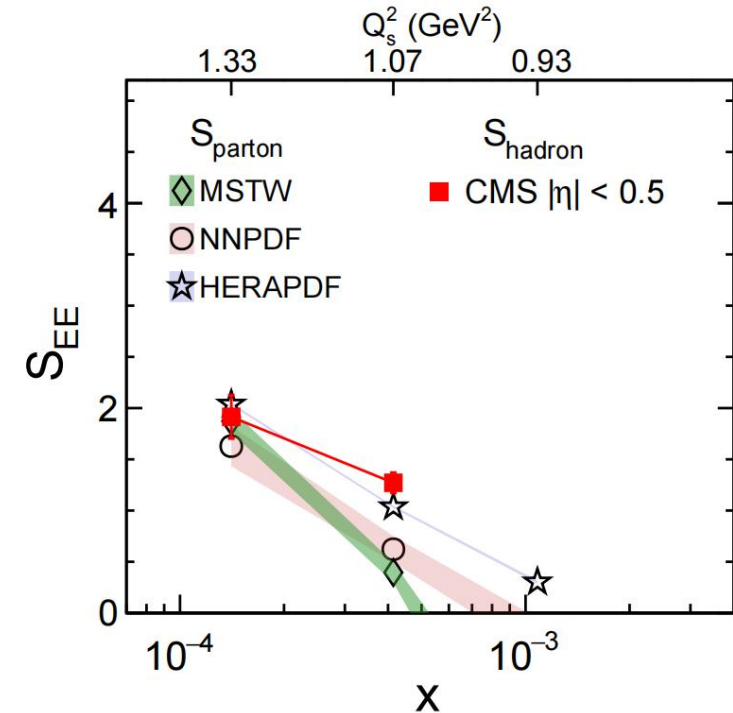 Q_s^2 (GeV^2)
1.33 1.07 0.93
S_parton S_hadron
MSTW CMS |η| < 0.5
NNPDF
HERAPDF
4
2
0
S_EE
10^–4 10^–3
x